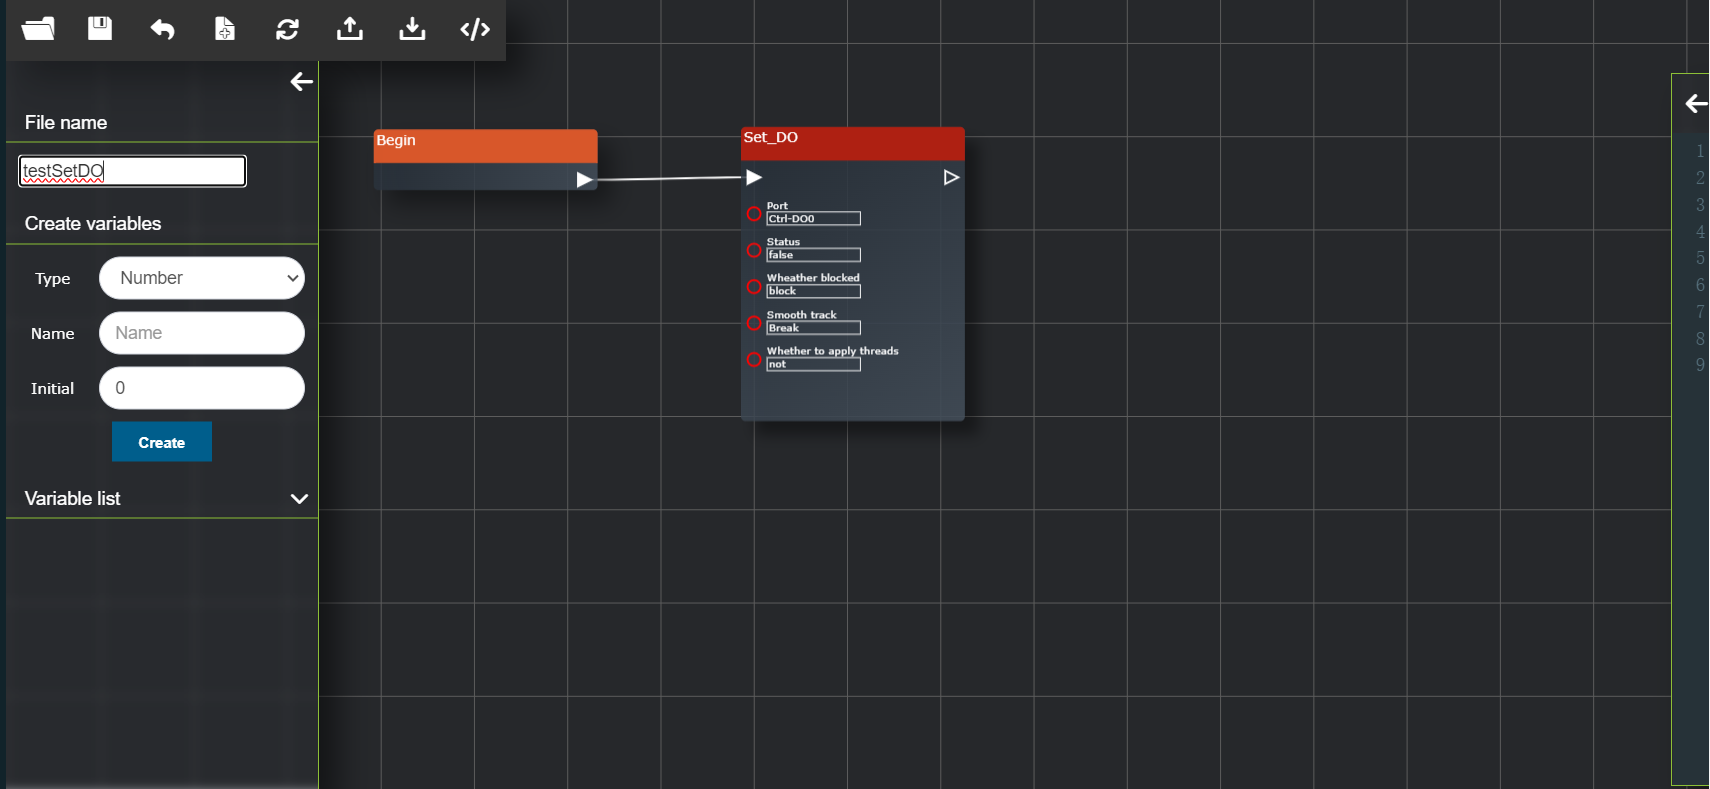 </>
File name
testSetDO
Create variables
Type Number
Name Name
Initial 0
Create
Variable list
Begin
Set_DO
Port
Ctrl-DO0
Status
false
Wheather blocked
block
Smooth track
Break
Whether to apply threads
not
1
2
3
4
5
6
7
8
9